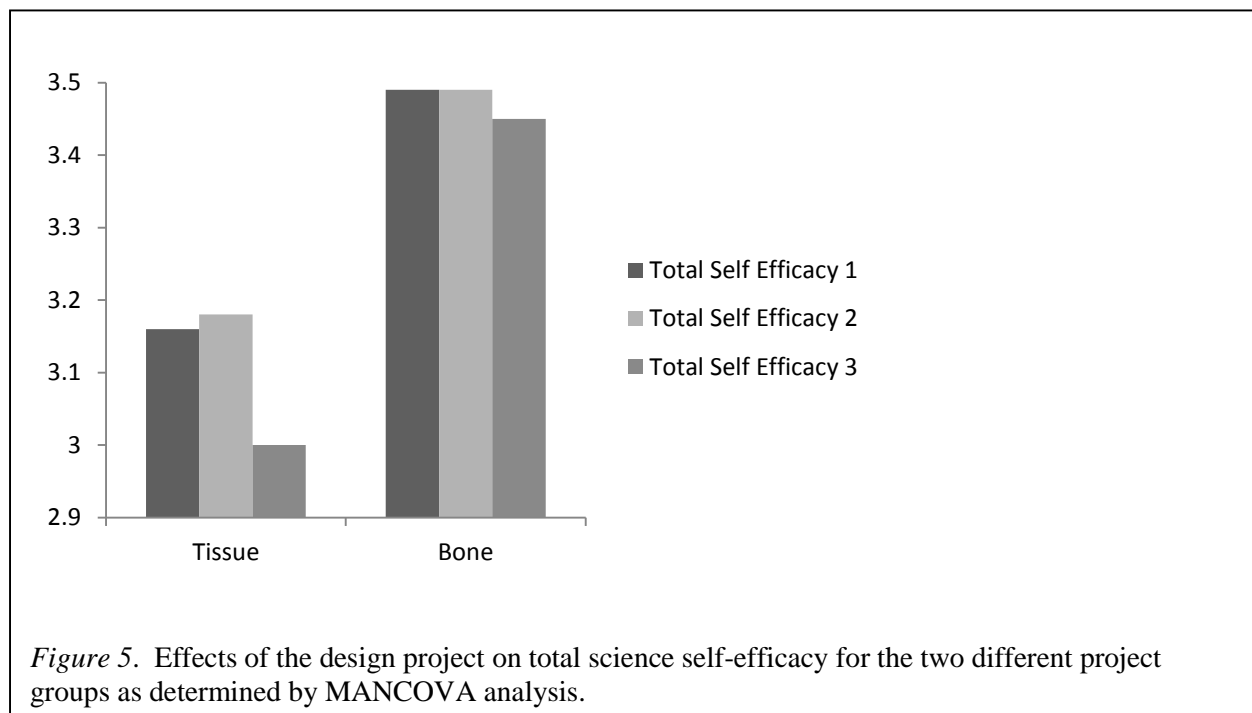 3.5
3.4
3.3
3.2
3.1
3
2.9
Tissue
Bone
Total Self Efficacy 1
Total Self Efficacy 2
Total Self Efficacy 3
Figure 5.  Effects of the design project on total science self-efficacy for the two different project
groups as determined by MANCOVA analysis.